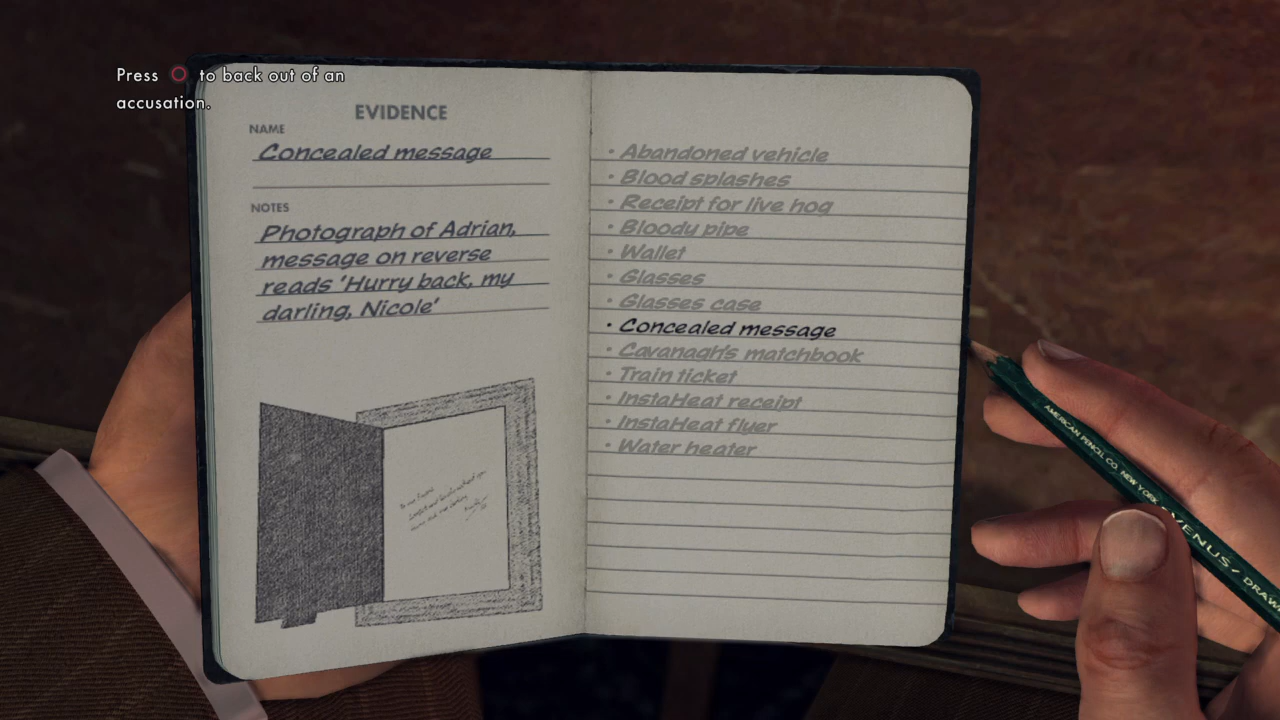 Press O to back out of an
accusation.
EVIDENCE
NAME
Concealed message
NOTES
Photograph of Adrian,
message on reverse
reads 'Hurry back, my
darling, Nicole'
• Abandoned vehicle
• Blood splashes
• Receipt for live hog
• Bloody pipe
• Wallet
• Glasses
• Glasses case
• Concealed message
• Cavanagh's matchbook
• Train ticket
• InstaHeat receipt
• InstaHeat flyer
• Water heater
AMERICAN PENCIL CO. NEW YORK VENUS / DRAW